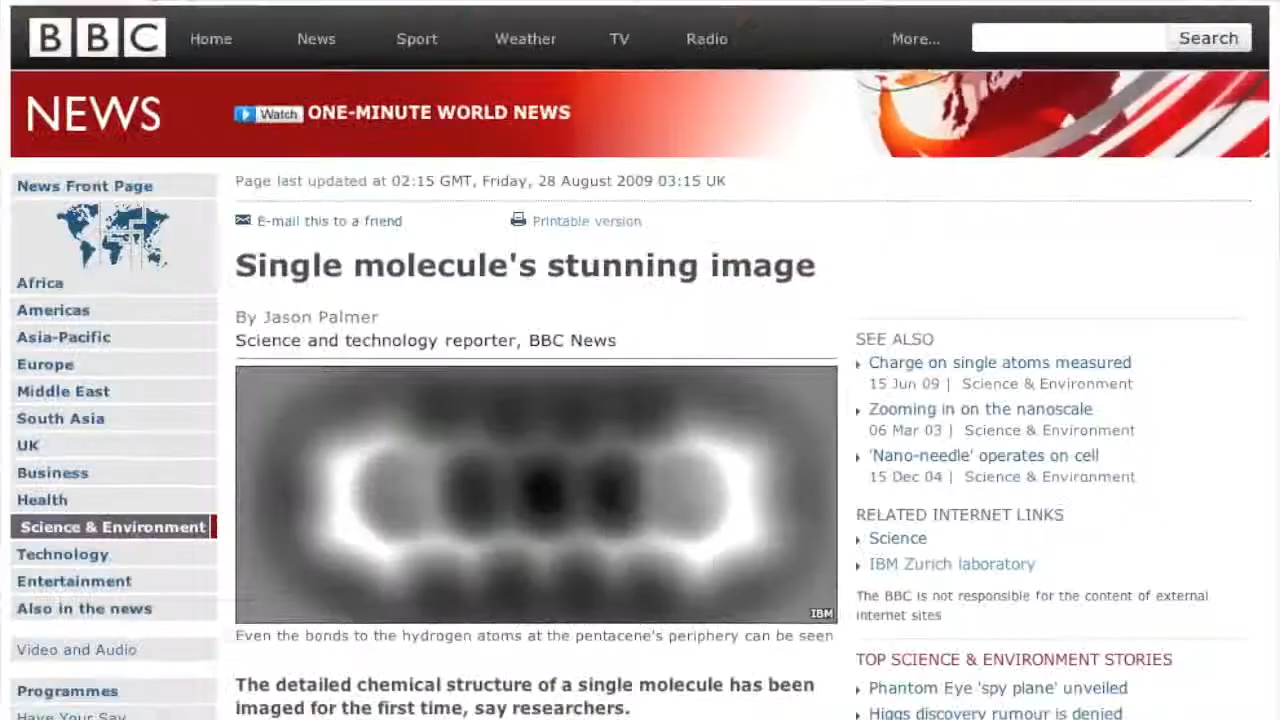 BBC Home News Sport Weather TV Radio More... Search
NEWS
Watch ONE-MINUTE WORLD NEWS
News Front Page
Africa
Americas
Asia-Pacific
Europe
Middle East
South Asia
UK
Business
Health
Science & Environment
Technology
Entertainment
Also in the news
Video and Audio
Programmes
Have Your Say
Page last updated at 02:15 GMT, Friday, 28 August 2009 03:15 UK
E-mail this to a friend Printable version
Single molecule's stunning image
By Jason Palmer
Science and technology reporter, BBC News
IBM
Even the bonds to the hydrogen atoms at the pentacene's periphery can be seen
The detailed chemical structure of a single molecule has been
imaged for the first time, say researchers.
SEE ALSO
Charge on single atoms measured
15 Jun 09 | Science & Environment
Zooming in on the nanoscale
06 Mar 03 | Science & Environment
'Nano-needle' operates on cell
15 Dec 04 | Science & Environment
RELATED INTERNET LINKS
Science
IBM Zurich laboratory
The BBC is not responsible for the content of external
internet sites
TOP SCIENCE & ENVIRONMENT STORIES
Phantom Eye 'spy plane' unveiled
Higgs discovery rumour is denied